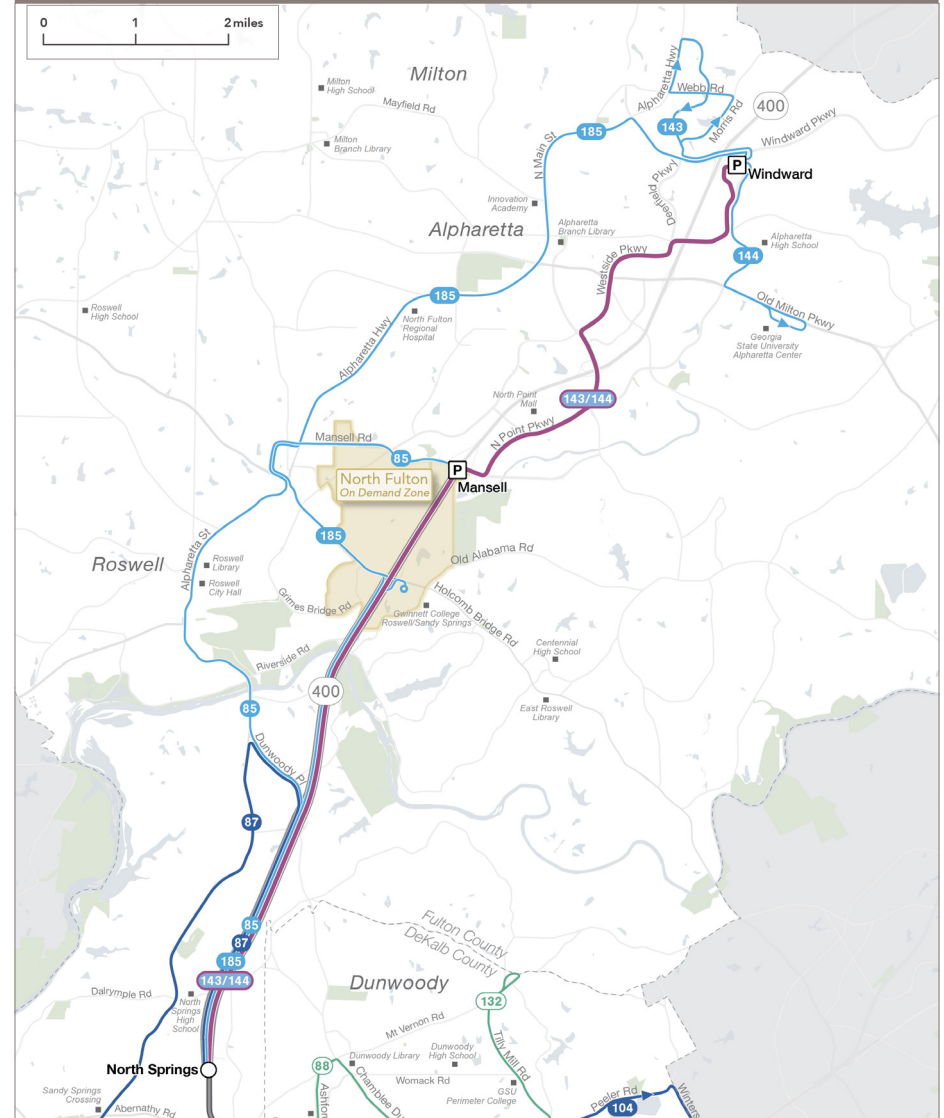 0 1 2 miles
Milton
Milton
High School
Mayfield Rd
Milton
Branch Library
Alpharetta Hwy
Webb Rd
400
143
Morris Rd
Windward Pkwy
185
N Main St
P
Windward
Deerfield Pkwy
Innovation
Academy
Alpharetta
Alpharetta
Branch Library
Alpharetta
High School
Westside Pkwy
144
185
Old Milton Pkwy
Roswell
High School
North Fulton
Regional
Hospital
Georgia
State University
Alpharetta Center
Alpharetta Hwy
North Point
Mall
143/144
N Point Pkwy
Mansell Rd
85
P
Mansell
North Fulton
On Demand Zone
185
Alpharetta St
Old Alabama Rd
Roswell
Roswell
Library
Roswell
City Hall
Grimes Bridge Rd
Holcomb Bridge Rd
Gwinnett College
Roswell/Sandy Springs
Centennial
High School
Riverside Rd
400
East Roswell
Library
85
Dunwoody Pl
87
85
87
185
143/144
Fulton County
DeKalb County
Dunwoody
Dalrymple Rd
North
Springs
High
School
132
Mt Vernon Rd
Tilly Mill Rd
North Springs
88
Dunwoody Library
Dunwoody
High School
Womack Rd
GSU
Perimeter College
Sandy Springs
Crossing
Abernathy Rd
Ashfor
Chamblee Du
Peeler Rd
104
Winters